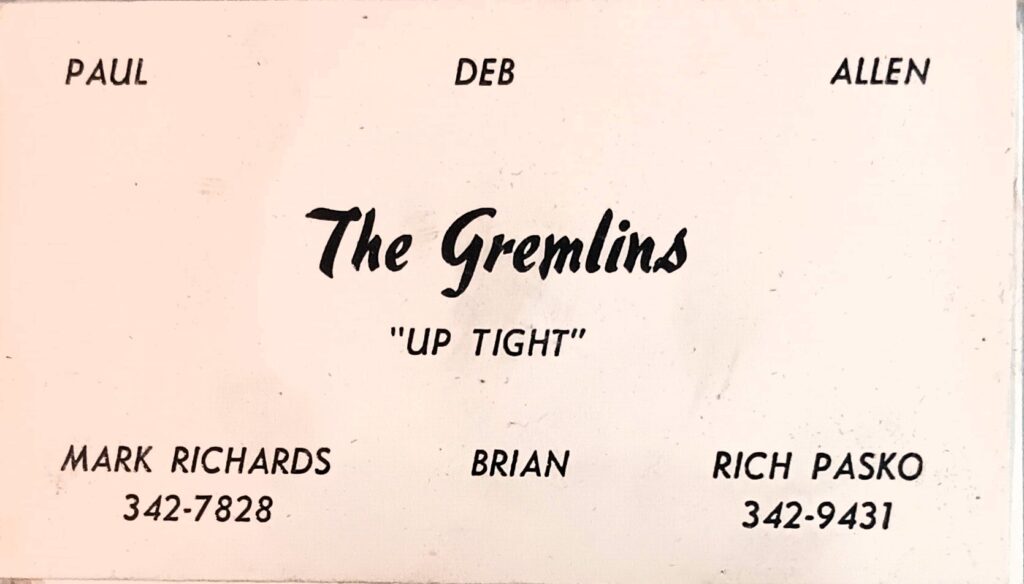 PAUL DEB ALLEN
The Gremlins
"UP TIGHT"
MARK RICHARDS BRIAN RICH PASKO
342-7828 342-9431